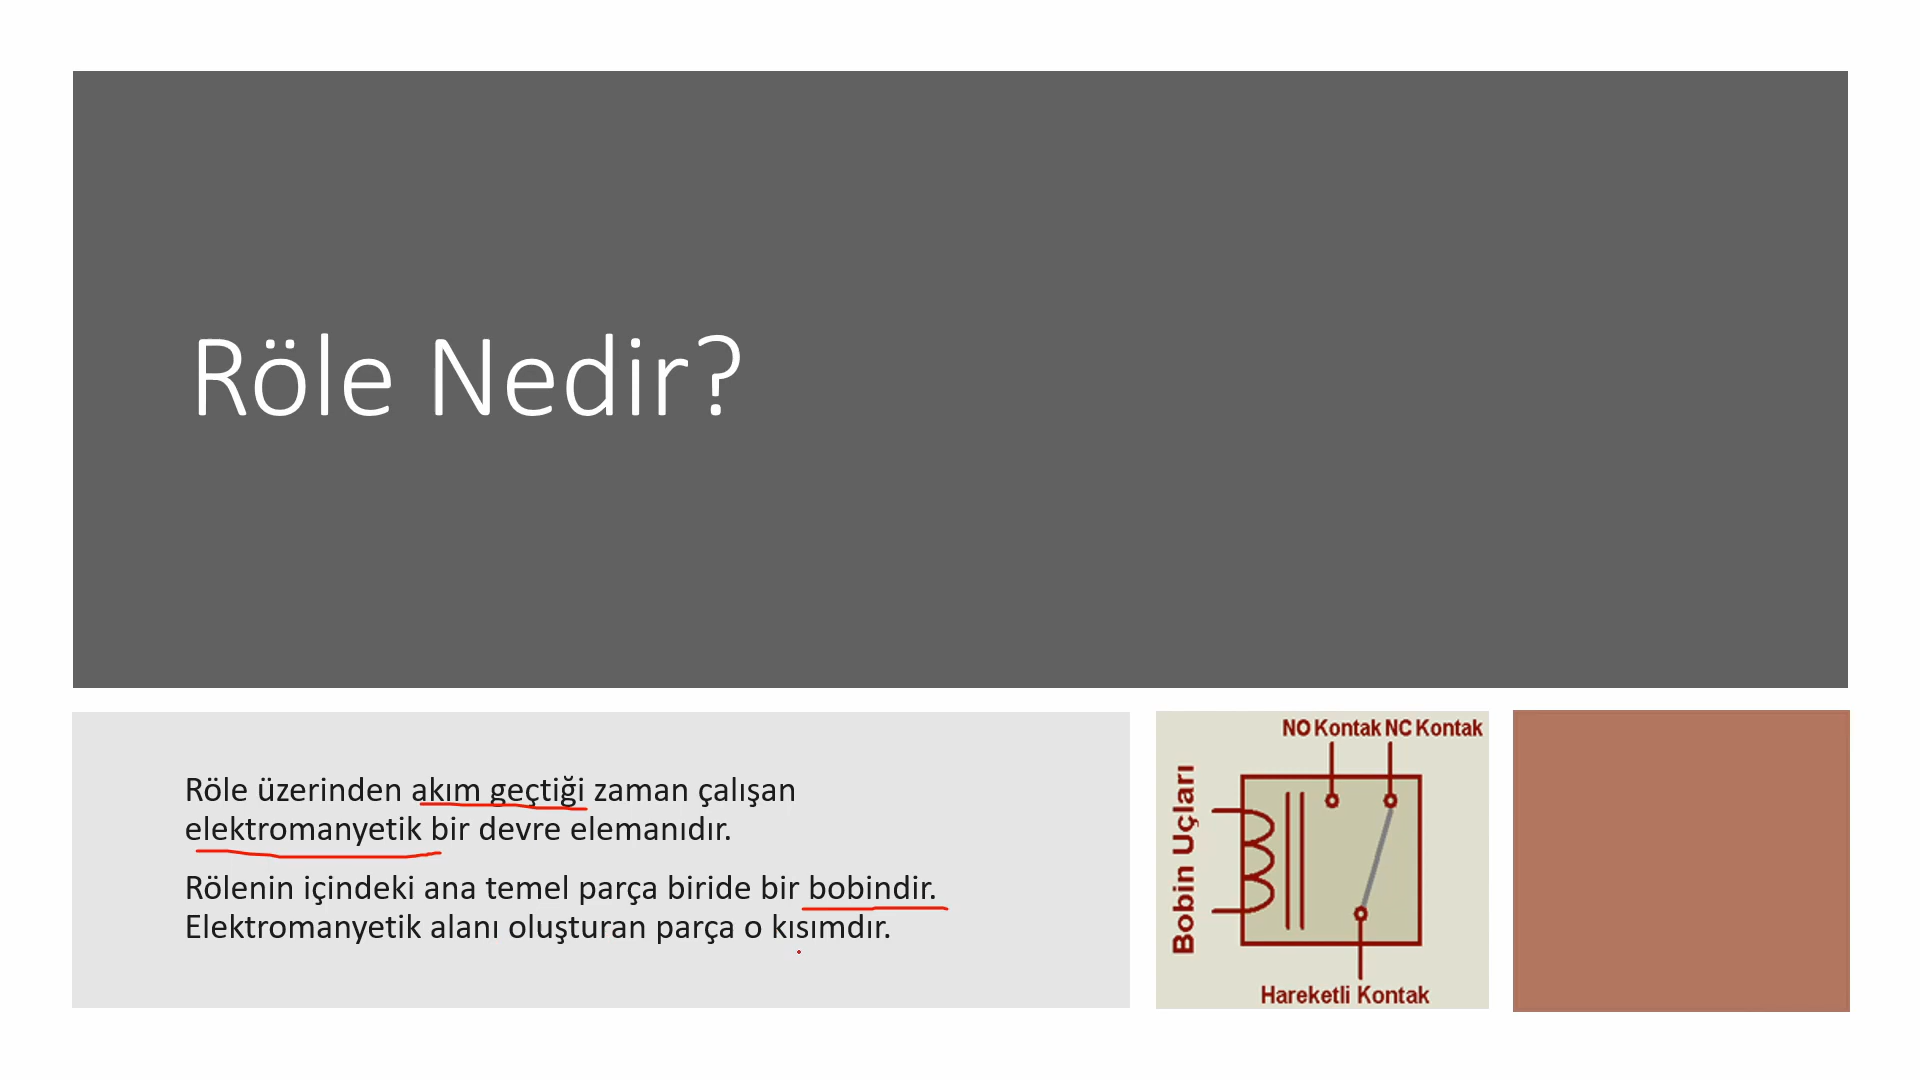 Röle Nedir?
Röle üzerinden akım geçtiği zaman çalışan
elektromanyetik bir devre elemanıdır.
Rölenin içindeki ana temel parça biride bir bobindir.
Elektromanyetik alanı oluşturan parça o kısımdır.
NO Kontak NC Kontak
Bobin Uçları
Hareketli Kontak